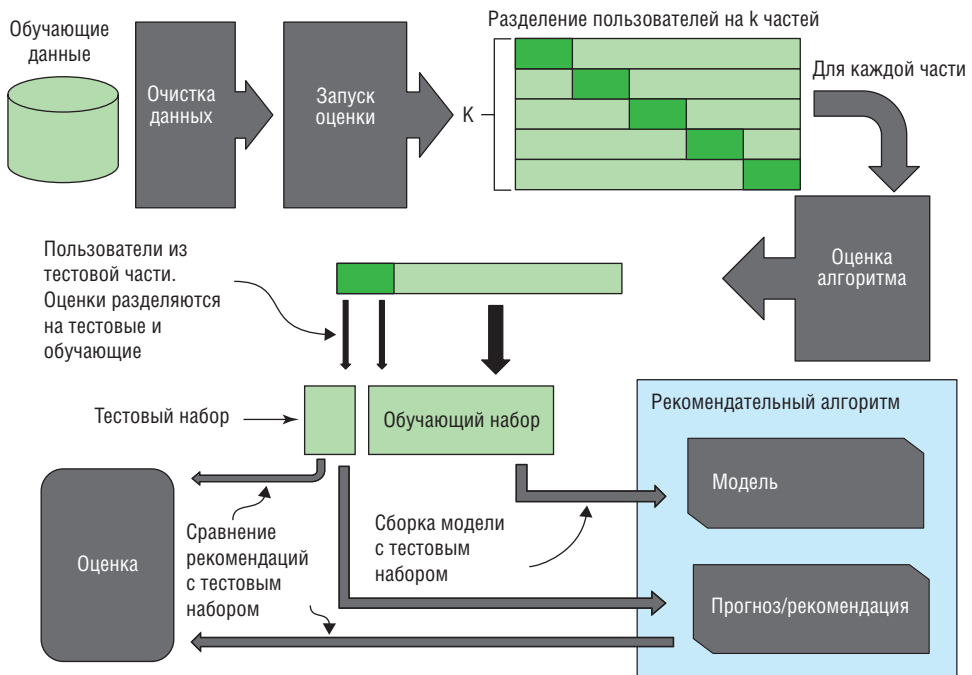 Обучающие
данные
Очистка
данных
Запуск
оценки
Разделение пользователей на k частей
K
Для каждой части
Оценка
алгоритма
Пользователи из
тестовой части.
Оценки разделяются
на тестовые и
обучающие
Тестовый набор
Обучающий набор
Рекомендательный алгоритм
Модель
Прогноз/рекомендация
Сборка модели
с тестовым
набором
Сравнение
рекомендаций
с тестовым
набором
Оценка